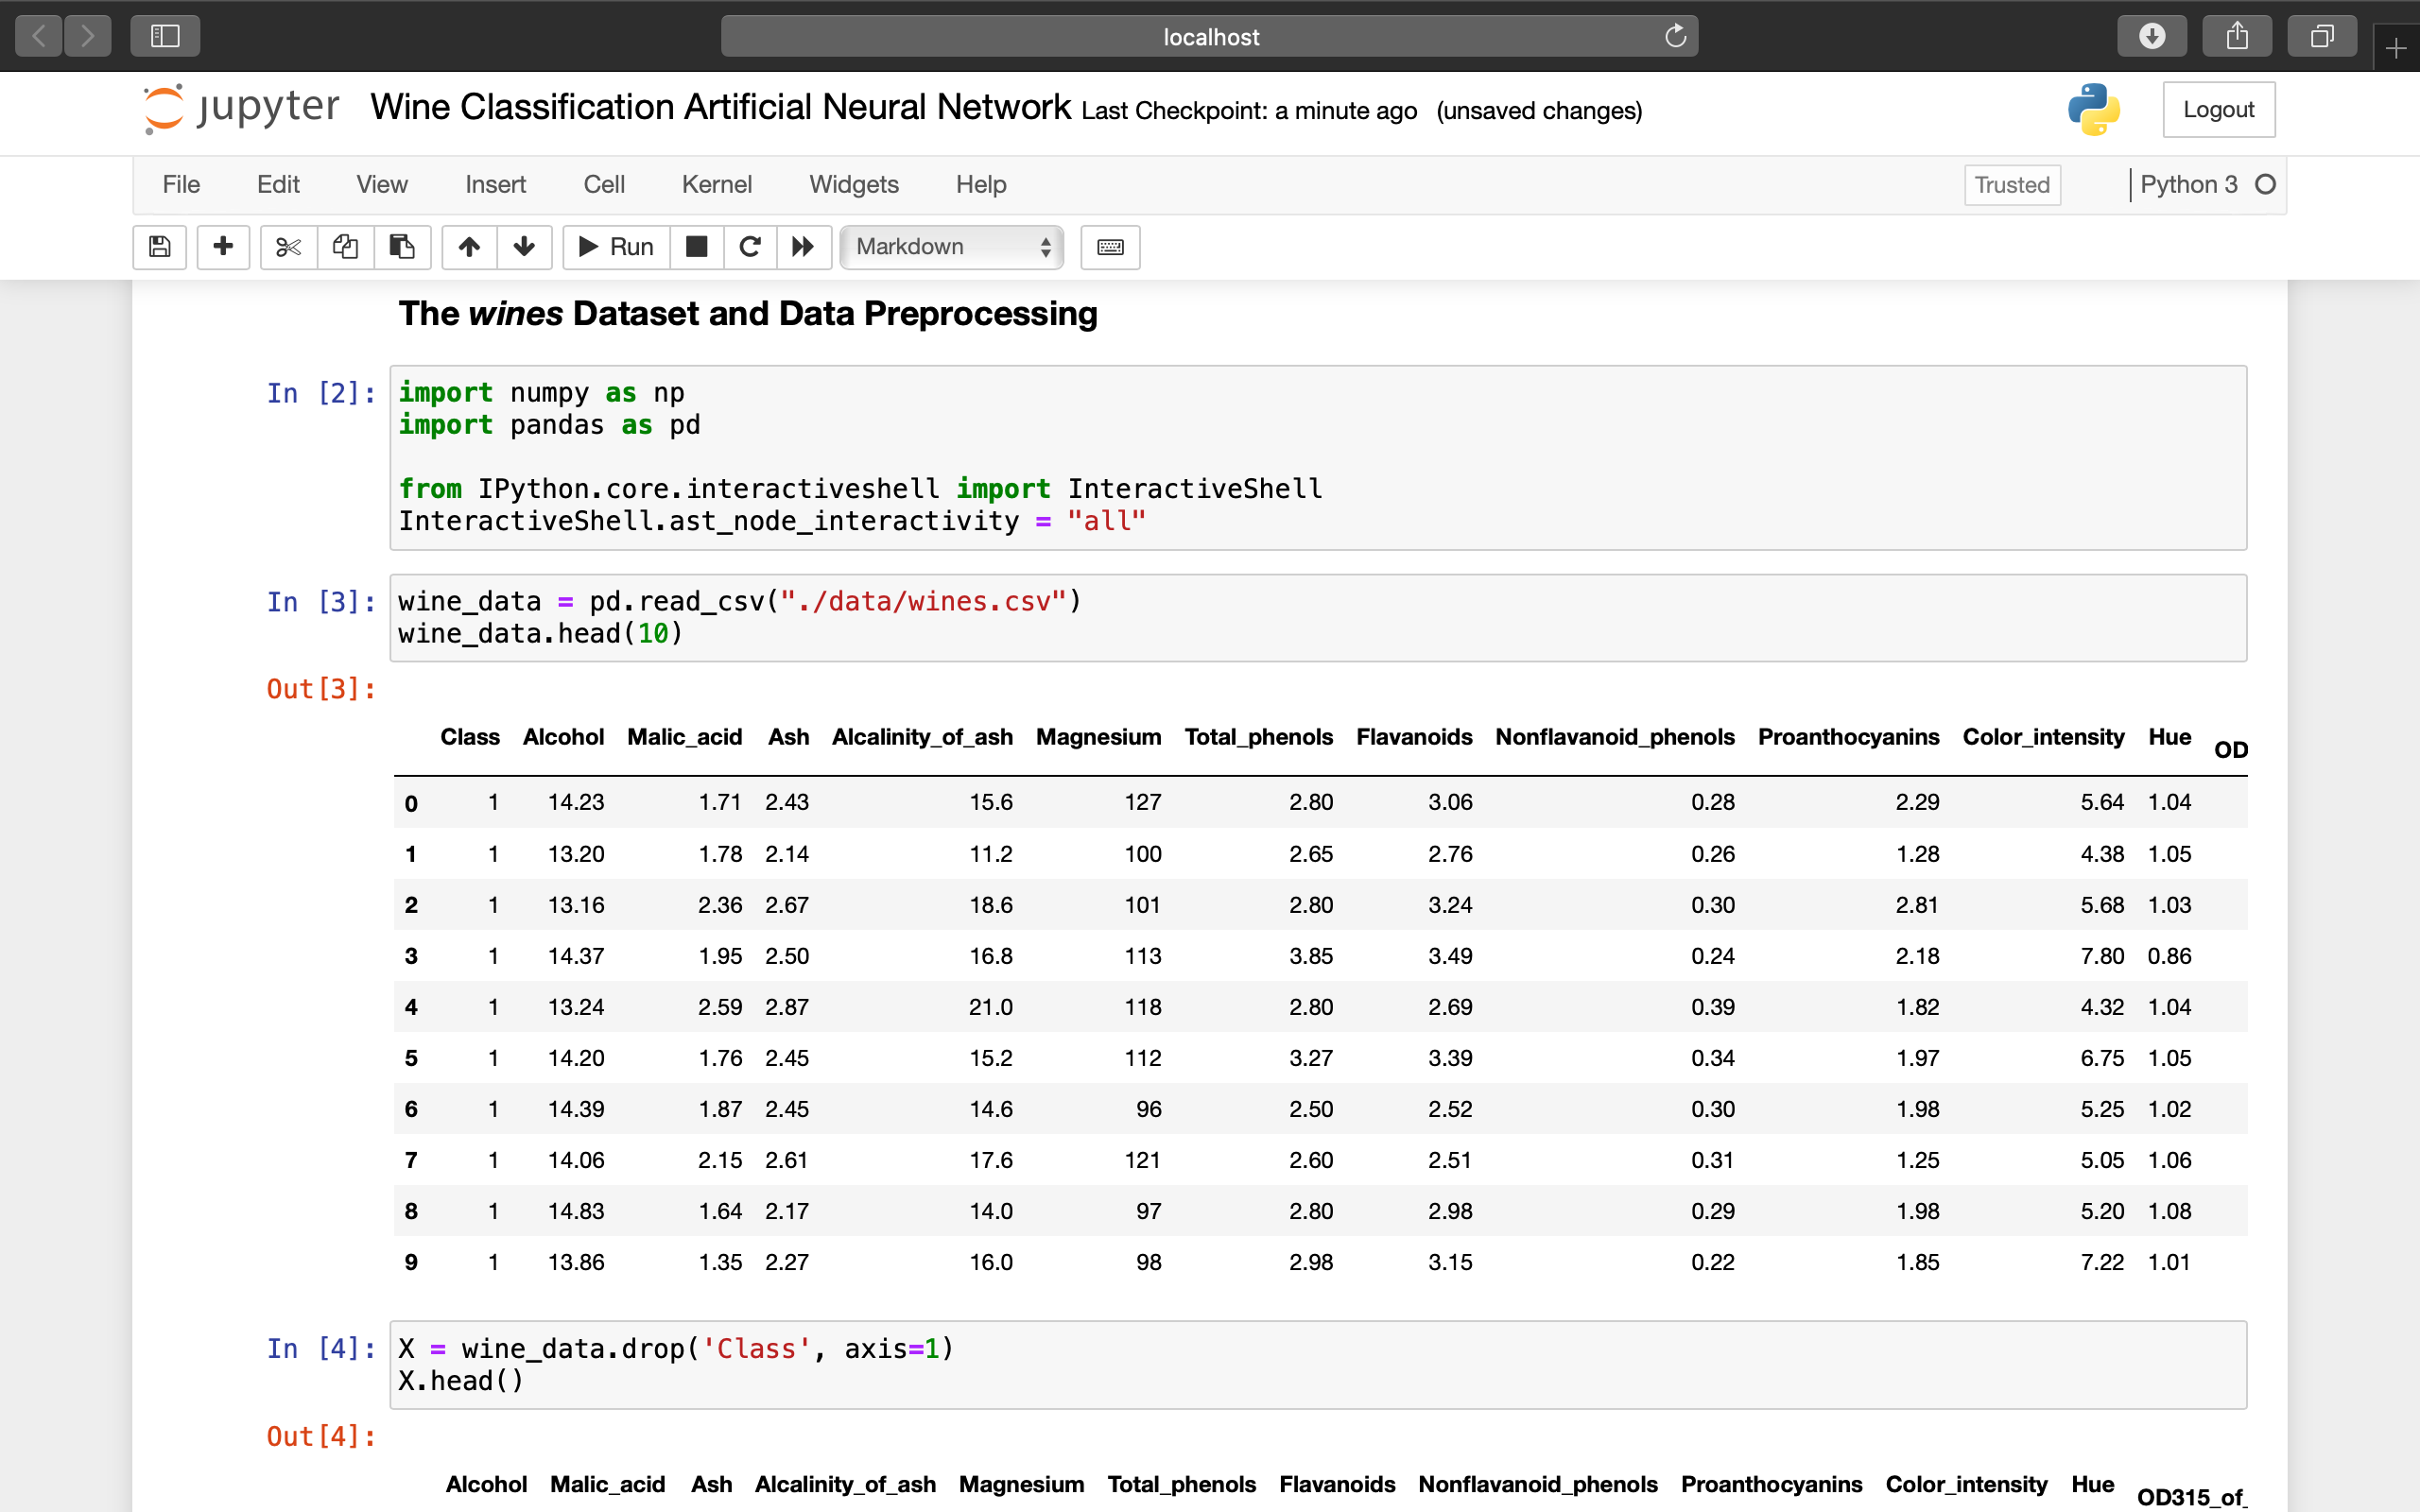 localhost
jupyter Wine Classification Artificial Neural Network Last Checkpoint: a minute ago (unsaved changes) Logout
File Edit View Insert Cell Kernel Widgets Help Trusted Python 3
Run Markdown
The wines Dataset and Data Preprocessing
In [2]: import numpy as np
import pandas as pd
from IPython.core.interactiveshell import InteractiveShell
InteractiveShell.ast_node_interactivity = "all"
In [3]: wine_data = pd.read_csv("./data/wines.csv")
wine_data.head(10)
Out[3]:
Class Alcohol Malic_acid Ash Alcalinity_of_ash Magnesium Total_phenols Flavanoids Nonflavanoid_phenols Proanthocyanins Color_intensity Hue OD
0 1 14.23 1.71 2.43 15.6 127 2.80 3.06 0.28 2.29 5.64 1.04
1 1 13.20 1.78 2.14 11.2 100 2.65 2.76 0.26 1.28 4.38 1.05
2 1 13.16 2.36 2.67 18.6 101 2.80 3.24 0.30 2.81 5.68 1.03
3 1 14.37 1.95 2.50 16.8 113 3.85 3.49 0.24 2.18 7.80 0.86
4 1 13.24 2.59 2.87 21.0 118 2.80 2.69 0.39 1.82 4.32 1.04
5 1 14.20 1.76 2.45 15.2 112 3.27 3.39 0.34 1.97 6.75 1.05
6 1 14.39 1.87 2.45 14.6 96 2.50 2.52 0.30 1.98 5.25 1.02
7 1 14.06 2.15 2.61 17.6 121 2.60 2.51 0.31 1.25 5.05 1.06
8 1 14.83 1.64 2.17 14.0 97 2.80 2.98 0.29 1.98 5.20 1.08
9 1 13.86 1.35 2.27 16.0 98 2.98 3.15 0.22 1.85 7.22 1.01
In [4]: X = wine_data.drop('Class', axis=1)
X.head()
Out[4]:
Alcohol Malic_acid Ash Alcalinity_of_ash Magnesium Total_phenols Flavanoids Nonflavanoid_phenols Proanthocyanins Color_intensity Hue OD315_of_